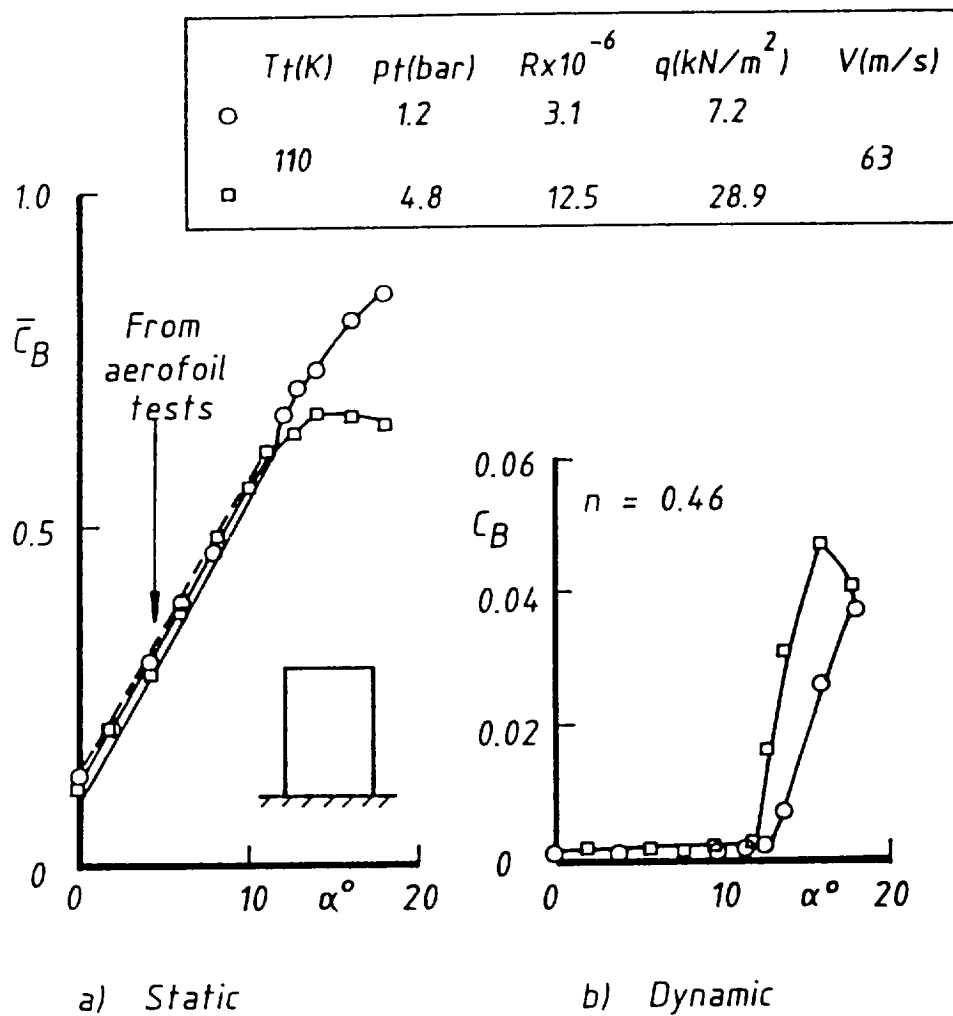 Tt(K) pt(bar) Rx10⁻⁶ q(kN/m²) V(m/s)
1.2 3.1 7.2
110 63
4.8 12.5 28.9
1.0
C̄B
From
aerofoil
tests
0.5
0
0 10 α° 20
0.06
CB
n = 0.46
0.04
0.02
0
0 10 α° 20
a) Static
b) Dynamic